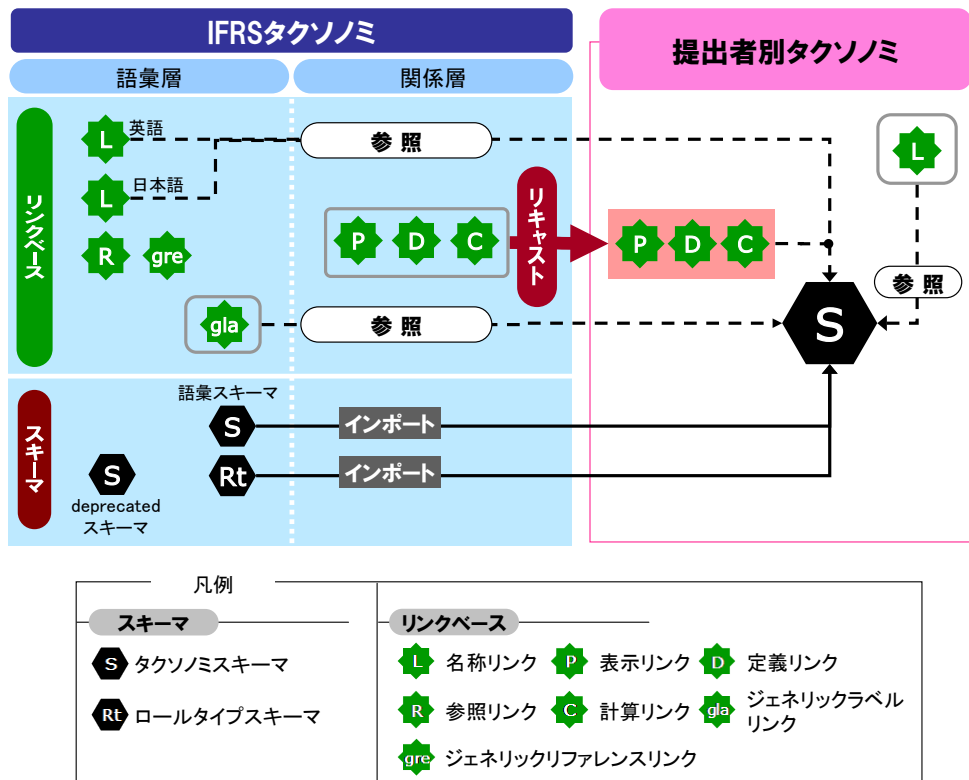 IFRSタクソノミ
提出者別タクソノミ
語彙層
関係層
リンクベース
L
英語
参照
L
L
日本語
リキャスト
P
D
C
P
D
C
R
gre
参照
gla
参照
S
スキーマ
語彙スキーマ
S
インポート
S
Rt
インポート
deprecated
スキーマ
凡例
スキーマ
リンクベース
S
タクソノミスキーマ
L
名称リンク
P
表示リンク
D
定義リンク
Rt
ロールタイプスキーマ
R
参照リンク
C
計算リンク
gla
ジェネリックラベル
リンク
gre
ジェネリックリファレンスリンク